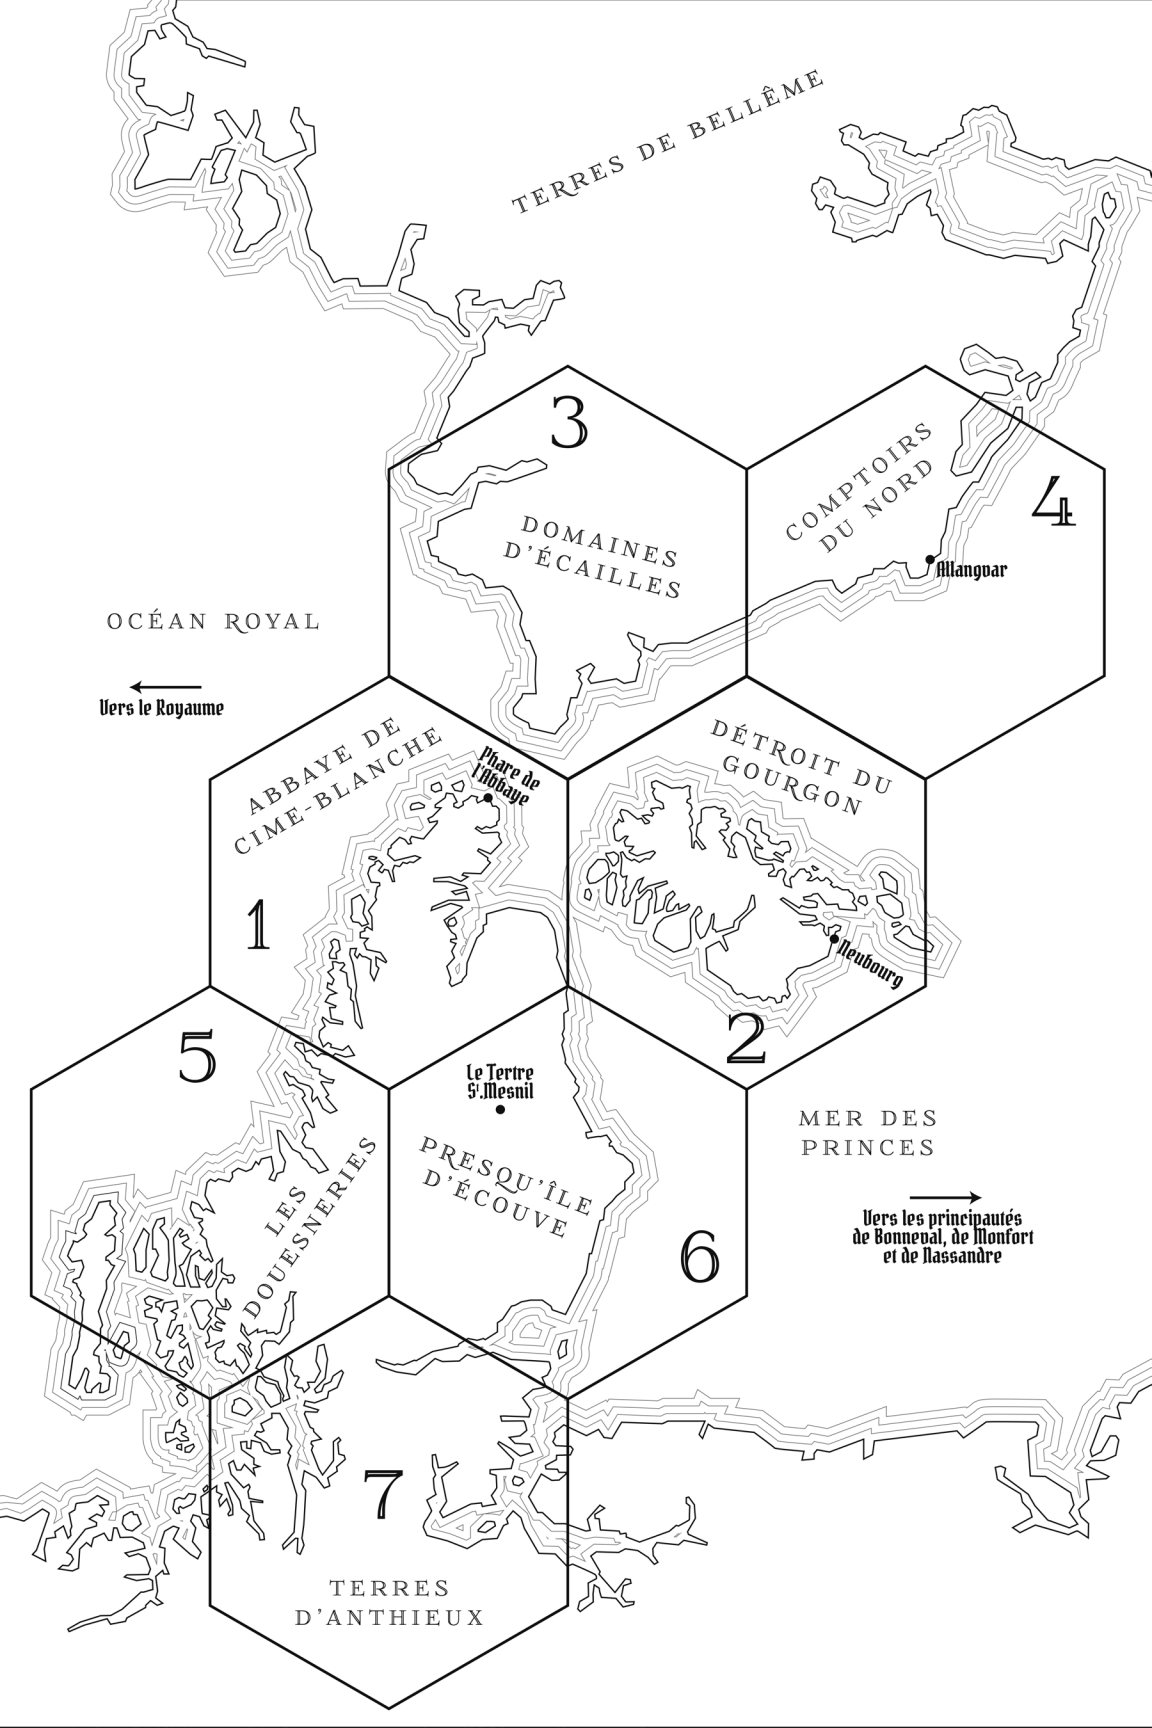 TERRES DE BELLÊME
3
COMPTOIRS
DU NORD
4
DOMAINES
D'ÉCAILLES
Allangvar
OCÉAN ROYAL
Vers le Royaume
ABBAYE DE
CIME-BLANCHE
Phare de
l'Abbaye
DÉTROIT DU
GOURGON
1
Neubourg
2
5
Le Tertre
St.Mesnil
MER DES
PRINCES
PRESQU'ÎLE
D'ÉCOUVE
LES
DOUESNERIES
Vers les principautés
de Bonneval, de Monfort
et de Nassandre
6
7
TERRES
D'ANTHIEUX